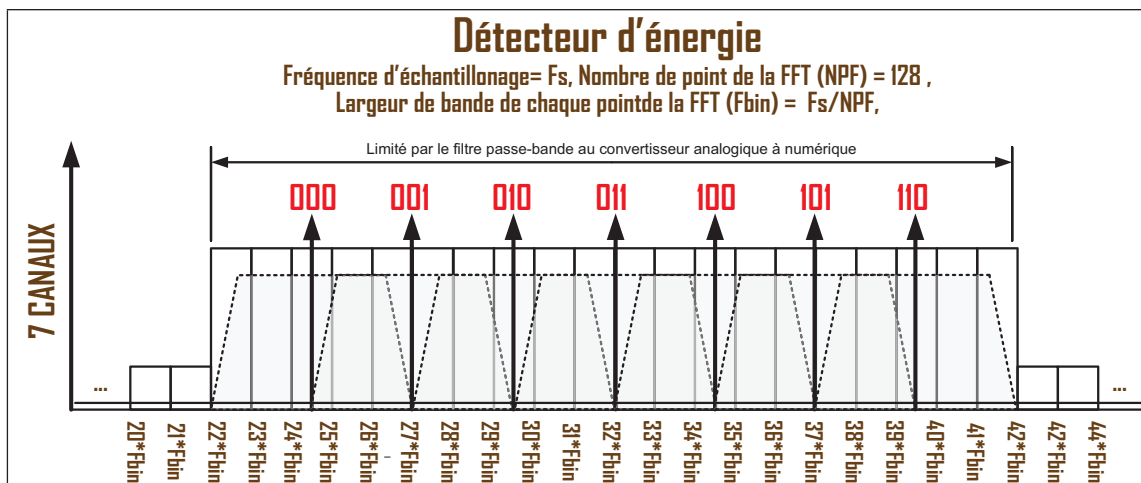 Détecteur d'énergie
Fréquence d'échantillonage= Fs, Nombre de point de la FFT (NPF) = 128 ,
Largeur de bande de chaque pointde la FFT (Fbin) = Fs/NPF,
Limité par le filtre passe-bande au convertisseur analogique à numérique
000 001 010 011 100 101 110
7 CANAUX
... ...
20*Fbin 21*Fbin 22*Fbin 23*Fbin 24*Fbin 25*Fbin 26*Fbin 27*Fbin 28*Fbin 29*Fbin 30*Fbin 31*Fbin 32*Fbin 33*Fbin 34*Fbin 35*Fbin 36*Fbin 37*Fbin 38*Fbin 39*Fbin 40*Fbin 41*Fbin 42*Fbin 42*Fbin 44*Fbin